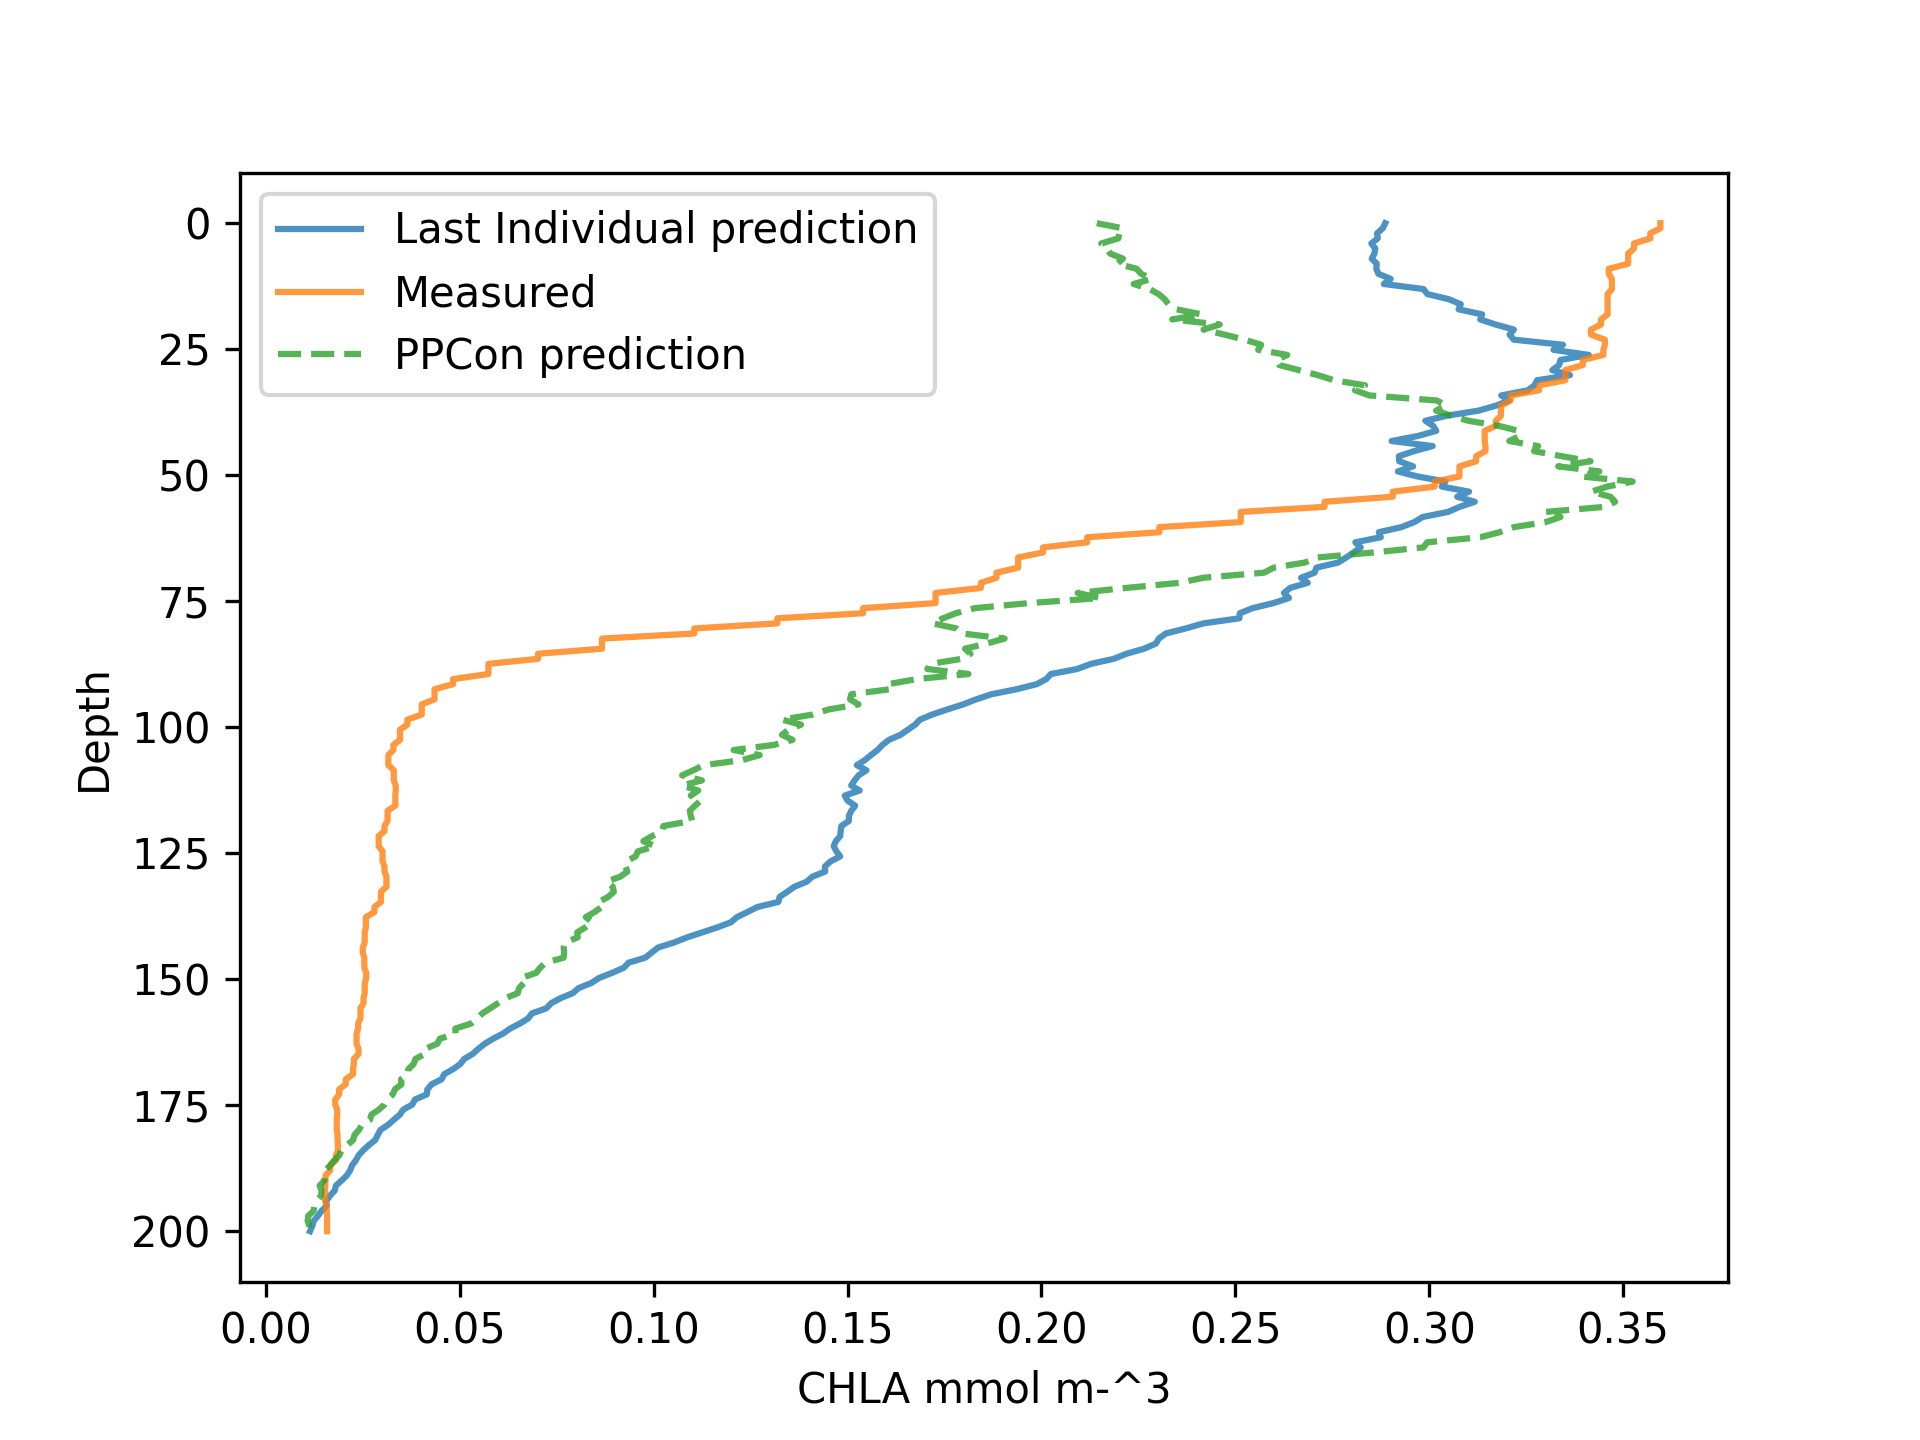 Last Individual prediction
Measured
PPCon prediction
0
25
50
75
100
125
150
175
200
Depth
0.00 0.05 0.10 0.15 0.20 0.25 0.30 0.35
CHLA mmol m-^3